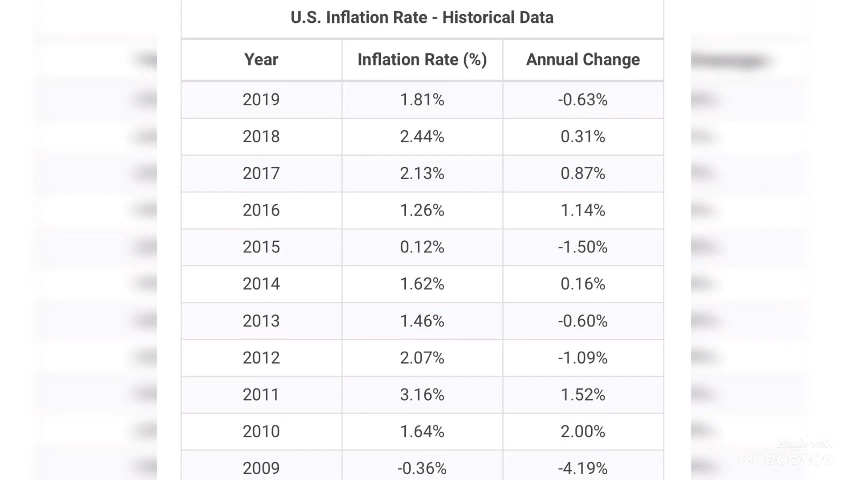 U.S. Inflation Rate - Historical Data
Year Inflation Rate (%) Annual Change
2019 1.81% -0.63%
2018 2.44% 0.31%
2017 2.13% 0.87%
2016 1.26% 1.14%
2015 0.12% -1.50%
2014 1.62% 0.16%
2013 1.46% -0.60%
2012 2.07% -1.09%
2011 3.16% 1.52%
2010 1.64% 2.00%
Made with
VideoShow
2009 -0.36% -4.19%